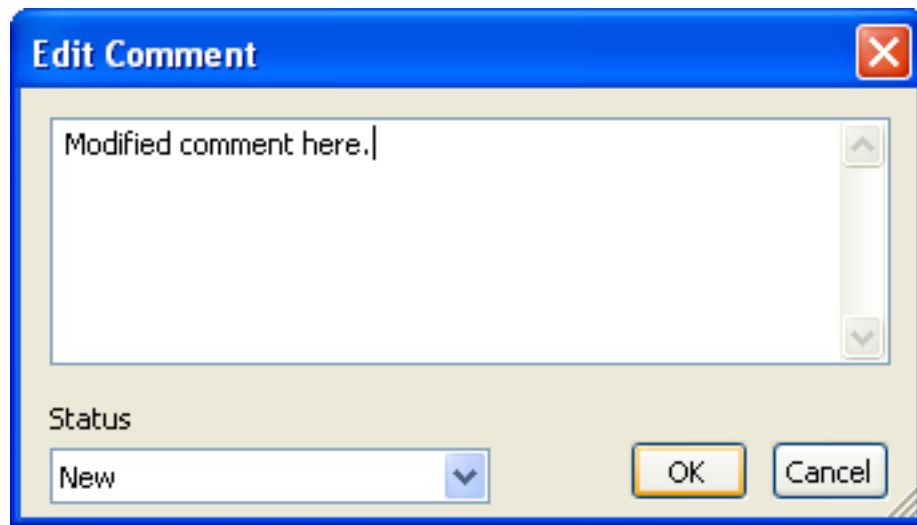 Edit Comment
Modified comment here.
Status
New
OK
Cancel